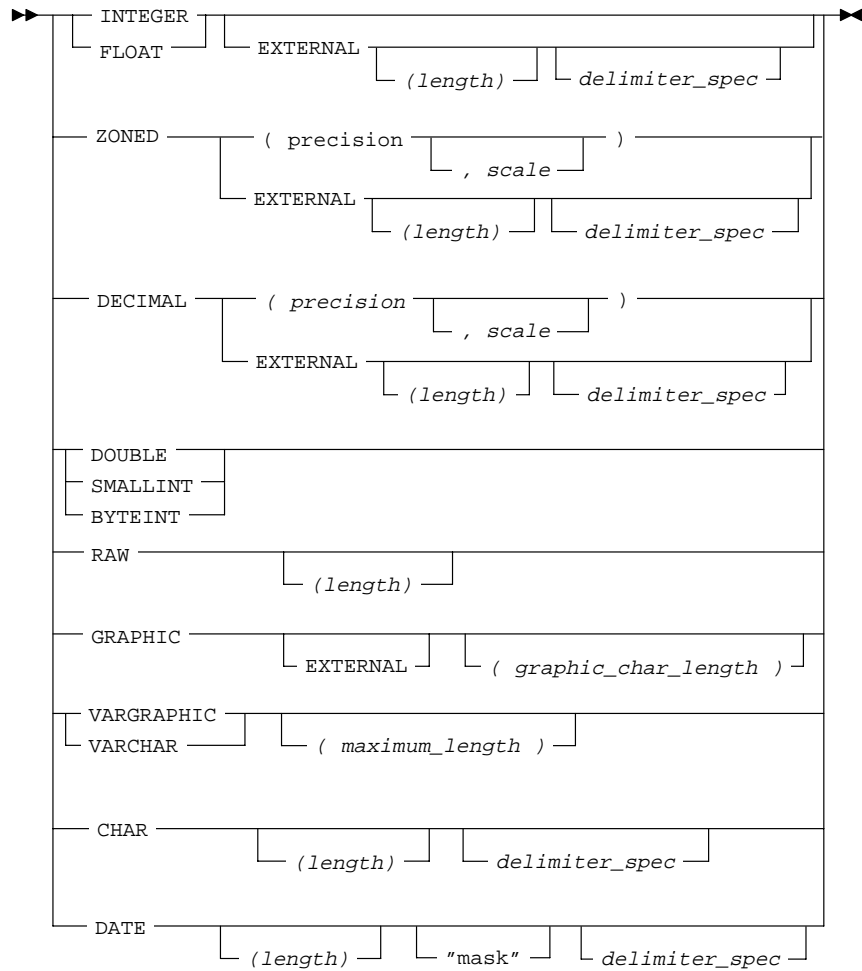 INTEGER
FLOAT
EXTERNAL
(length)
delimiter_spec
ZONED
( precision
, scale
)
EXTERNAL
(length)
delimiter_spec
DECIMAL
( precision
, scale
)
EXTERNAL
(length)
delimiter_spec
DOUBLE
SMALLINT
BYTEINT
RAW
(length)
GRAPHIC
EXTERNAL
( graphic_char_length )
VARGRAPHIC
VARCHAR
( maximum_length )
CHAR
(length)
delimiter_spec
DATE
(length)
"mask"
delimiter_spec